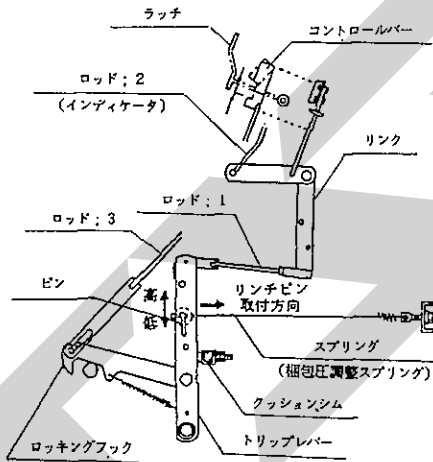 ラッチ
コントロールバー
ロッド;2
(インディケータ)
リンク
ロッド;1
ロッド;3
ピン
高
低
リンチピン
取付方向
スプリング
(梱包圧調整スプリング)
クッションシム
ロッキングフック
トリップレバー